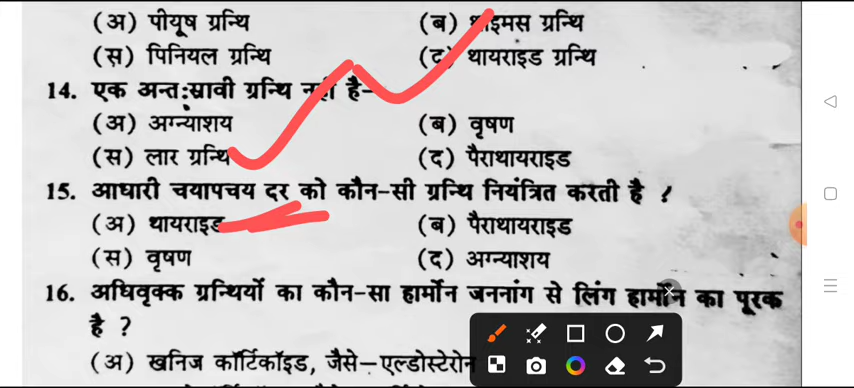 (अ) पीयूष ग्रन्थि (ब) थाइमस ग्रन्थि
(स) पिनियल ग्रन्थि (द) थायराइड ग्रन्थि
14. एक अन्तःस्रावी ग्रन्थि नहीं है-
(अ) अग्न्याशय (ब) वृषण
(स) लार ग्रन्थि (द) पैराथायराइड
15. आधारी चयापचय दर को कौन-सी ग्रन्थि नियंत्रित करती है ?
(अ) थायराइड (ब) पैराथायराइड
(स) वृषण (द) अग्न्याशय
16. अधिवृक्क ग्रन्थियों का कौन-सा हार्मोन जननांग से लिंग हार्मोन का पूरक
है ?
(अ) खनिज कॉर्टिकॉइड, जैसे-एल्डोस्टेरोन